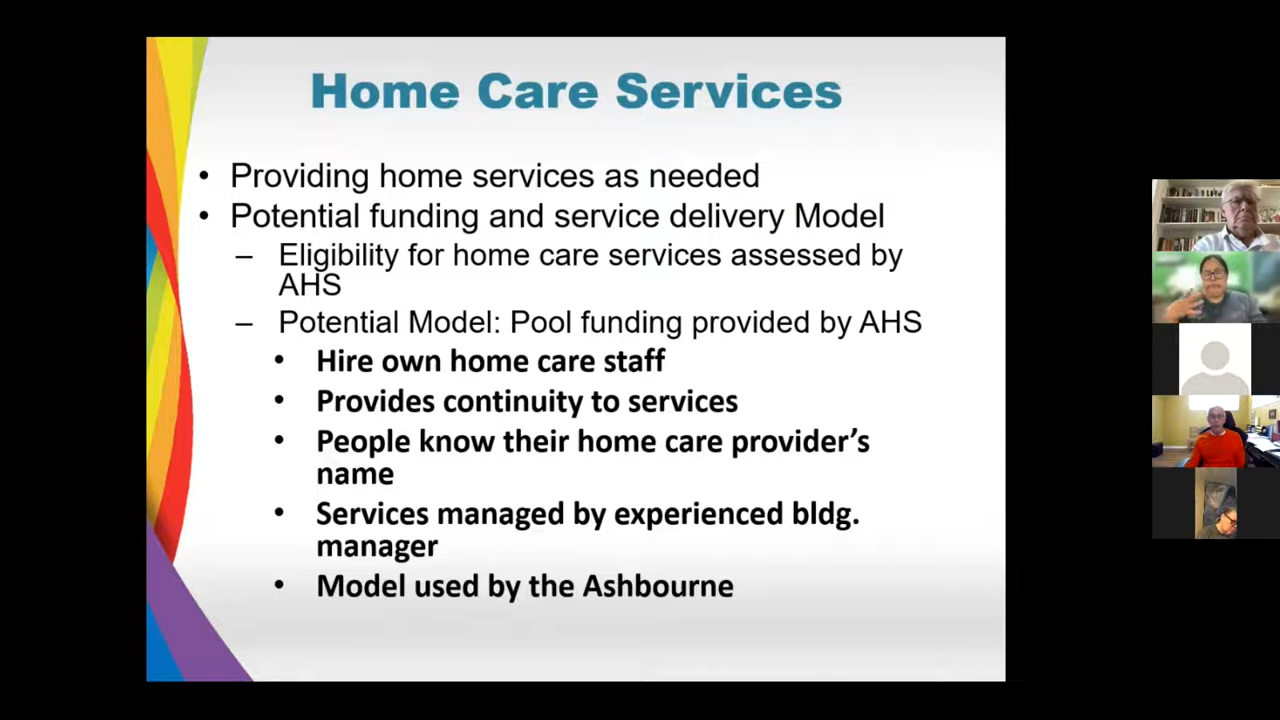 Home Care Services
• Providing home services as needed
• Potential funding and service delivery Model
– Eligibility for home care services assessed by
AHS
– Potential Model: Pool funding provided by AHS
• Hire own home care staff
• Provides continuity to services
• People know their home care provider’s
name
• Services managed by experienced bldg.
manager
• Model used by the Ashbourne